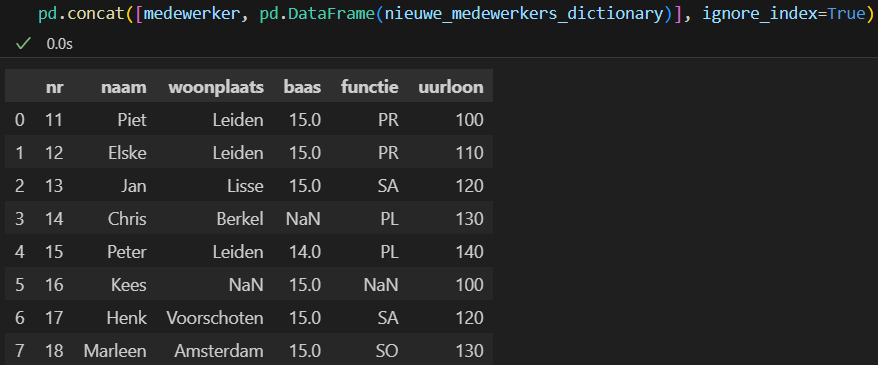 pd.concat([medewerker, pd.DataFrame(nieuwe_medewerkers_dictionary)], ignore_index=True)
0.0s
nr naam woonplaats baas functie uurloon
0 11 Piet Leiden 15.0 PR 100
1 12 Elske Leiden 15.0 PR 110
2 13 Jan Lisse 15.0 SA 120
3 14 Chris Berkel NaN PL 130
4 15 Peter Leiden 14.0 PL 140
5 16 Kees NaN 15.0 NaN 100
6 17 Henk Voorschoten 15.0 SA 120
7 18 Marleen Amsterdam 15.0 SO 130